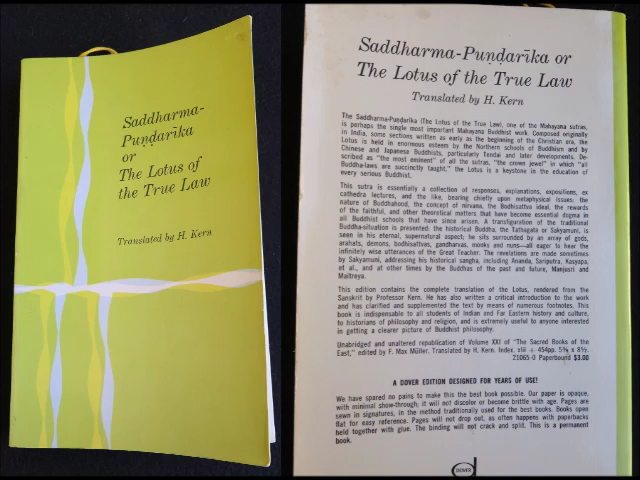 Saddharma-
Puṇḍarīka
or
The Lotus of
the True Law
Translated by H. Kern
Saddharma-Puṇḍarīka or
The Lotus of the True Law
Translated by H. Kern
The Saddharma-Puṇḍarīka (The Lotus of the True Law), one of the Mahayana sutras,
is perhaps the single most important Mahayana Buddhist work. Composed originally
in India, some sections written as early as the beginning of the Christian era, the
Lotus is held in enormous esteem by the Northern schools of Buddhism and by
Chinese and Japanese Buddhists, particularly Tendai and later developments. De-
scribed as "the most eminent" of all the sutras, "the crown jewel" in which "all
Buddha-laws are succinctly taught," the Lotus is a keystone in the education of
every serious Buddhist.
This sutra is essentially a collection of responses, explanations, expositions, ex
cathedra lectures, and the like, bearing chiefly upon metaphysical issues: the
nature of Buddhahood, the concept of nirvana, the Bodhisattva ideal, the rewards
of the faithful, and other theoretical matters that have become essential dogma in
all Buddhist schools that have since arisen. A transfiguration of the traditional
Buddha-situation is presented: the historical Buddha, the Tathagata or Sakyamuni, is
seen in his eternal, supernatural aspect; he sits surrounded by an array of gods,
arahats, demons, bodhisattvas, gandharvas, monks and nuns—all eager to hear the
infinitely wise utterances of the Great Teacher. The revelations are made sometimes
by Sakyamuni, addressing his historical sangha, including Ananda, Sariputra, Kasyapa,
et al., and at other times by the Buddhas of the past and future, Manjusri and
Maitreya.
This edition contains the complete translation of the Lotus, rendered from the
Sanskrit by Professor Kern. He has also written a critical introduction to the work
and has clarified and supplemented the text by means of numerous footnotes. This
book is indispensable to all students of Indian and Far Eastern history and culture,
to historians of philosophy and religion, and is extremely useful to anyone interested
in getting a clearer picture of Buddhist philosophy.
Unabridged and unaltered republication of Volume XXI of "The Sacred Books of the
East," edited by F. Max Müller. Translated by H. Kern. Index. xlii + 454pp. 5⅜ x 8½.
21065-0 Paperbound $3.00
A DOVER EDITION DESIGNED FOR YEARS OF USE!
We have spared no pains to make this the best book possible. Our paper is opaque,
with minimal show-through; it will not discolor or become brittle with age. Pages are
sewn in signatures, in the method traditionally used for the best books. Books open
flat for easy reference. Pages will not drop out, as often happens with paperbacks
held together with glue. The binding will not crack and split. This is a permanent
book.
DOVER